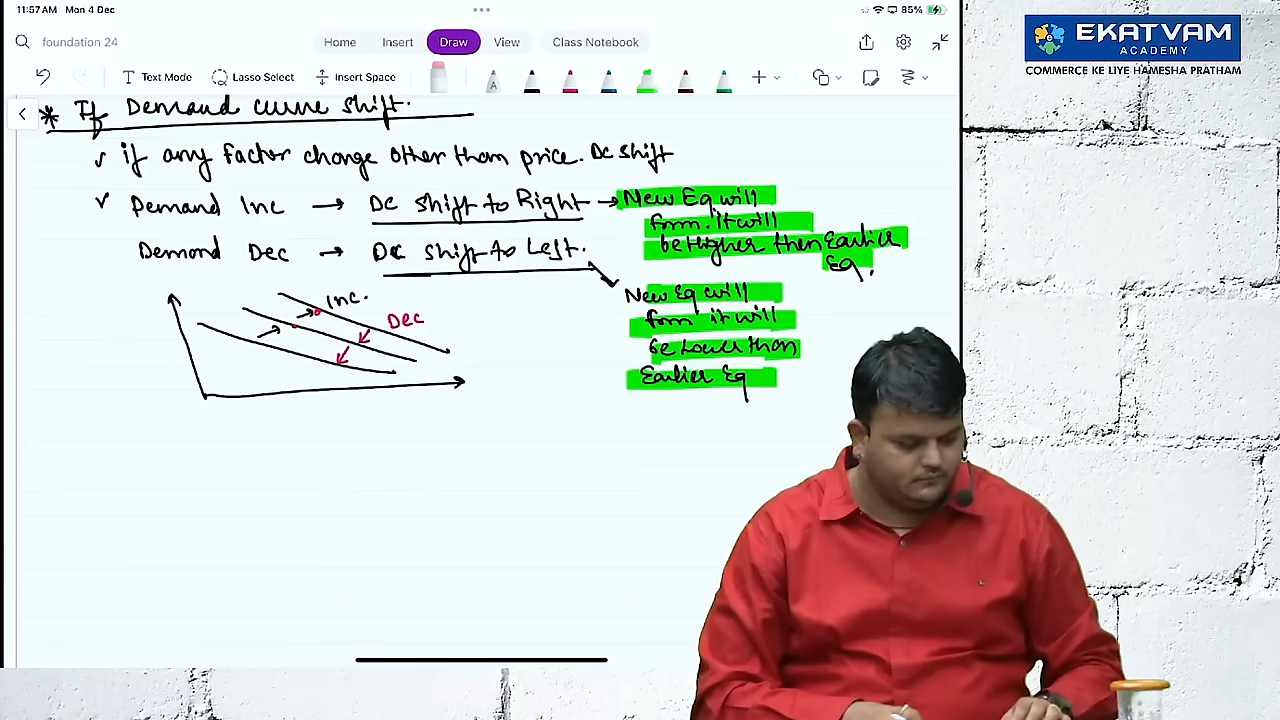 11:57 AM Mon 4 Dec
85%
foundation 24
Home Insert Draw View Class Notebook
Text Mode Lasso Select Insert Space
EKATVAM
ACADEMY
COMMERCE KE LIYE HAMESHA PRATHAM
* If Demand curve shift.
if any factor change other than price. DC shift
Demand Inc → DC shift to Right → New Eq will
form. it will
be Higher then Earlier
Eq.
Demand Dec → DC shift to Left.
New Eq will
form it will
be Lower than
Earlier Eq
Inc.
Dec